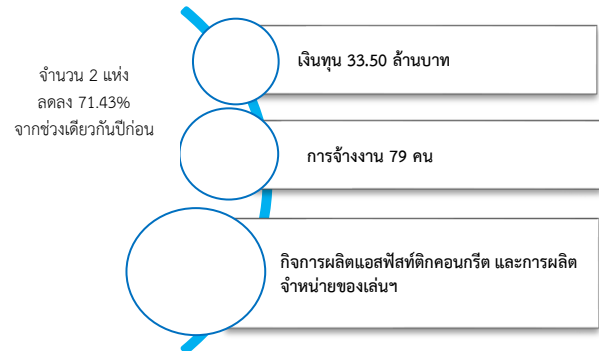 จำนวน 2 แห่ง
ลดลง 71.43%
จากช่วงเดียวกันปีก่อน
เงินทุน 33.50 ล้านบาท
การจ้างงาน 79 คน
กิจการผลิตแอสฟัสท์ติกคอนกรีต และการผลิต
จำหน่ายของเล่นฯ